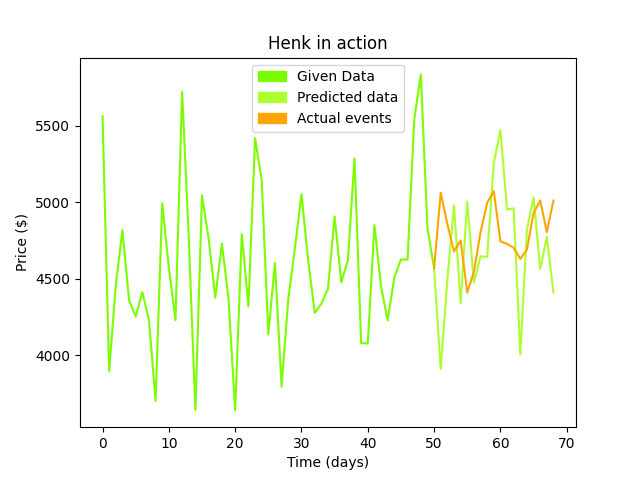 Henk in action
Given Data
Predicted data
Actual events
Price ($)
5500
5000
4500
4000
0 10 20 30 40 50 60 70
Time (days)